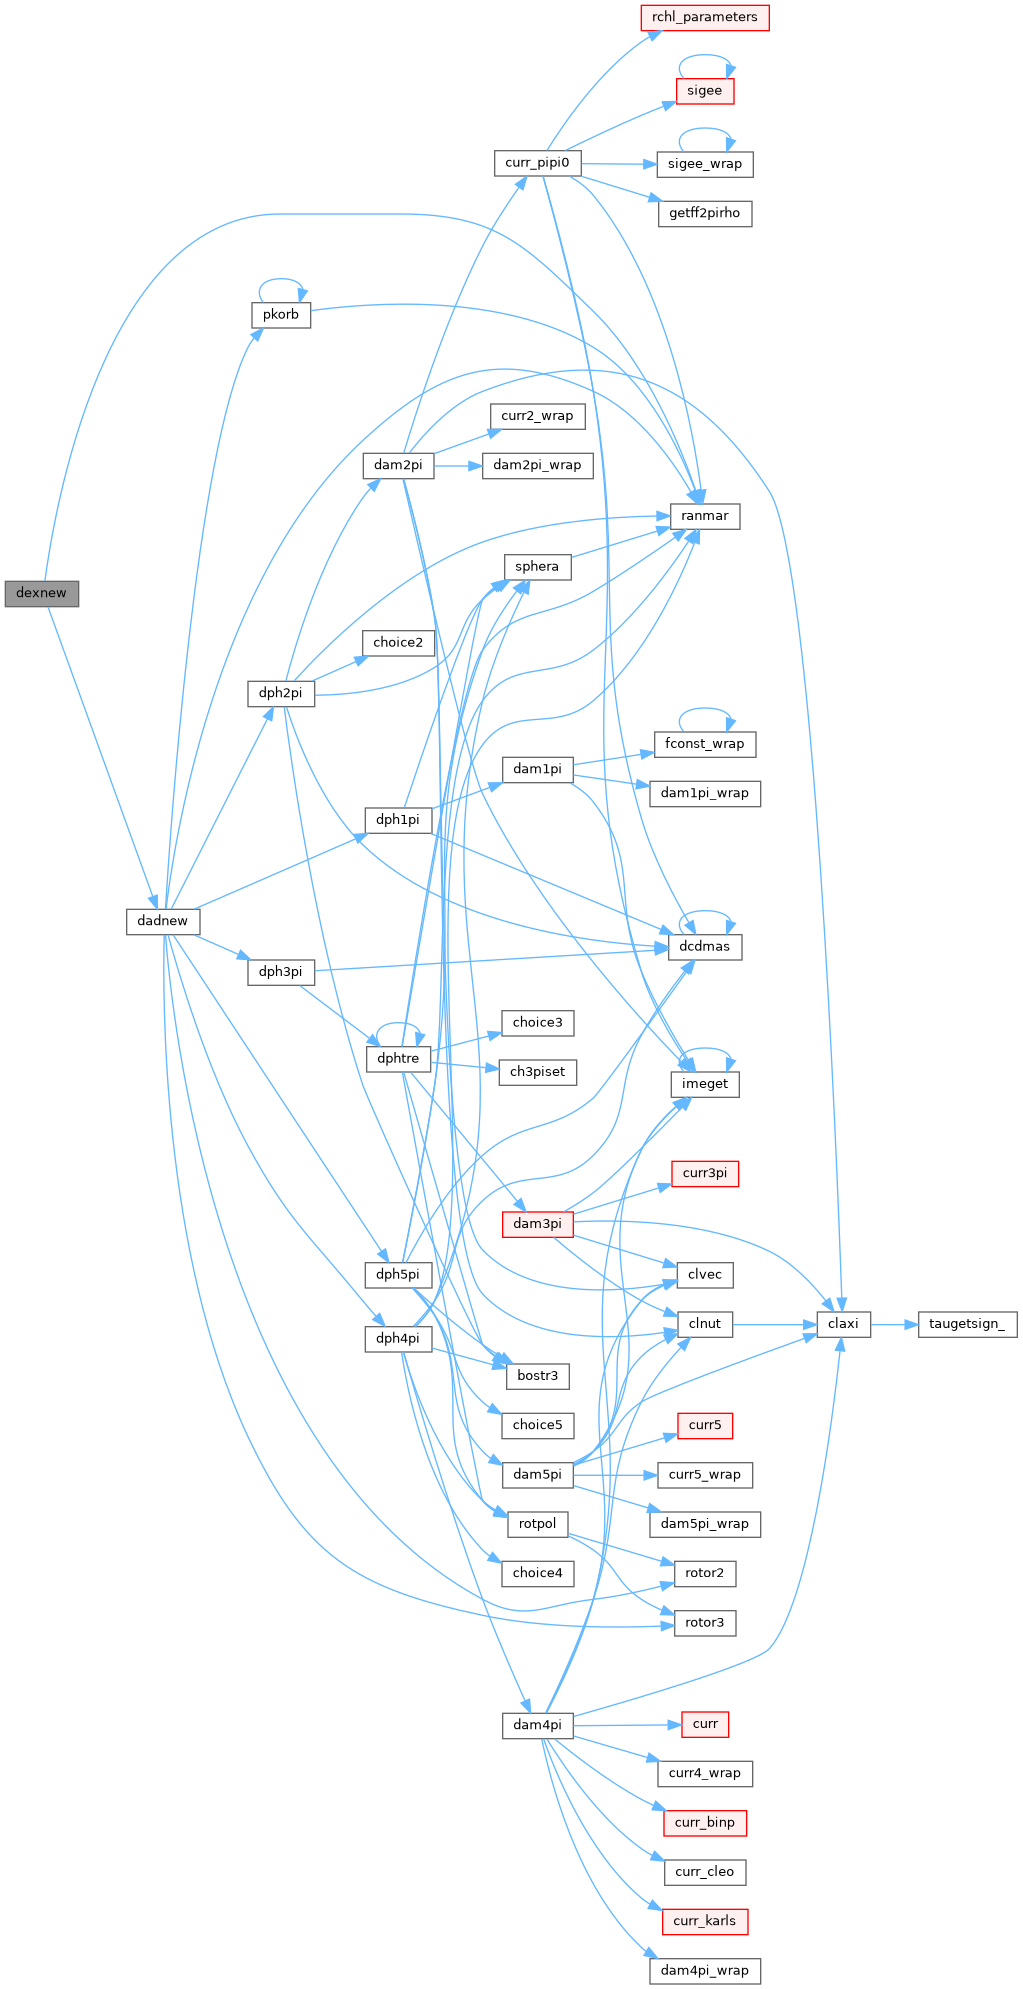 rchl_parameters
sigee
curr_pipi0
sigee_wrap
getff2pirho
pkorb
curr2_wrap
dam2pi
dam2pi_wrap
ranmar
sphera
dexnew
choice2
dph2pi
fconst_wrap
dam1pi
dam1pi_wrap
dph1pi
dadnew
dcdmas
dph3pi
choice3
dphtre
ch3piset
imeget
curr3pi
dam3pi
dph5pi
clvec
clnut
claxi
taugetsign_
dph4pi
bostr3
choice5
curr5
dam5pi
curr5_wrap
rotpol
dam5pi_wrap
choice4
rotor2
rotor3
dam4pi
curr
curr4_wrap
curr_binp
curr_cleo
curr_karls
dam4pi_wrap